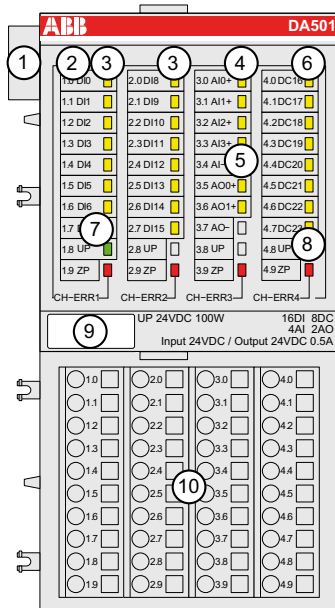 ABB DA501
1 2 3 3 4 6
1.0 DI0 2.0 DI8 3.0 AI0+ 4.0 DC16
1.1 DI1 2.1 DI9 3.1 AI1+ 4.1 DC17
1.2 DI2 2.2 DI10 3.2 AI2+ 4.2 DC18
1.3 DI3 2.3 DI11 3.3 AI3+ 4.3 DC19
1.4 DI4 2.4 DI12 3.4 AI- 5 4.4 DC20
1.5 DI5 2.5 DI13 3.5 AO0+ 4.5 DC21
1.6 DI6 2.6 DI14 3.6 AO1+ 4.6 DC22
1.7 7 2.7 DI15 3.7 AO- 4.7 DC23
1.8 UP 2.8 UP 3.8 UP 4.8 UP 8
1.9 ZP 2.9 ZP 3.9 ZP 4.9 ZP
CH-ERR1 CH-ERR2 CH-ERR3 CH-ERR4
9 UP 24VDC 100W 16DI 8DC
4AI 2AO
Input 24VDC / Output 24VDC 0.5A
1.0 2.0 3.0 4.0
1.1 2.1 3.1 4.1
1.2 2.2 3.2 4.2
1.3 2.3 3.3 4.3
1.4 2.4 3.4 4.4
1.5 2.5 10 3.5 4.5
1.6 2.6 3.6 4.6
1.7 2.7 3.7 4.7
1.8 2.8 3.8 4.8
1.9 2.9 3.9 4.9